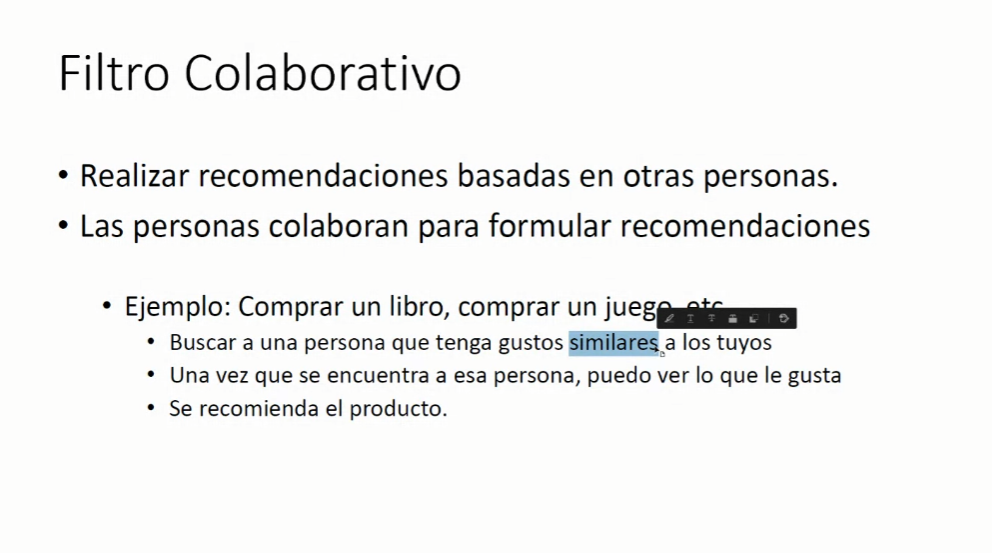 Filtro Colaborativo
• Realizar recomendaciones basadas en otras personas.
• Las personas colaboran para formular recomendaciones
• Ejemplo: Comprar un libro, comprar un juego, etc
• Buscar a una persona que tenga gustos similares a los tuyos
• Una vez que se encuentra a esa persona, puedo ver lo que le gusta
• Se recomienda el producto.